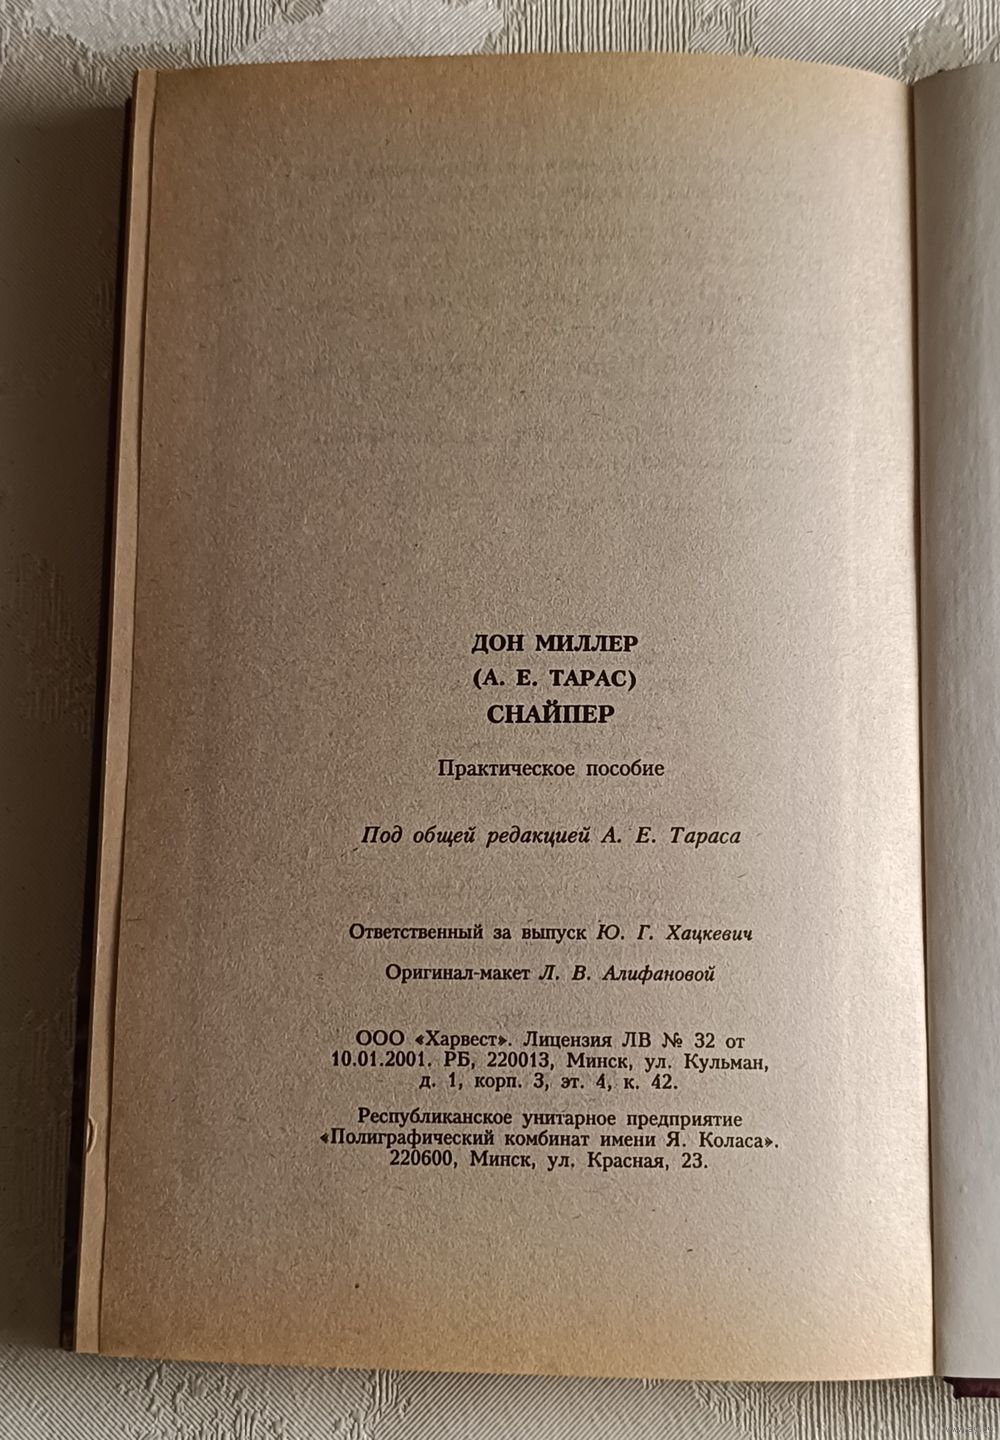 ДОН МИЛЛЕР
(А. Е. ТАРАС)
СНАЙПЕР
Практическое пособие
Под общей редакцией А. Е. Тараса
Ответственный за выпуск Ю. Г. Хацкевич
Оригинал-макет Л. В. Алифановой
ООО «Харвест». Лицензия ЛВ № 32 от
10.01.2001. РБ, 220013, Минск, ул. Кульман,
д. 1, корп. 3, эт. 4, к. 42.
Республиканское унитарное предприятие
«Полиграфический комбинат имени Я. Коласа».
220600, Минск, ул. Красная, 23.